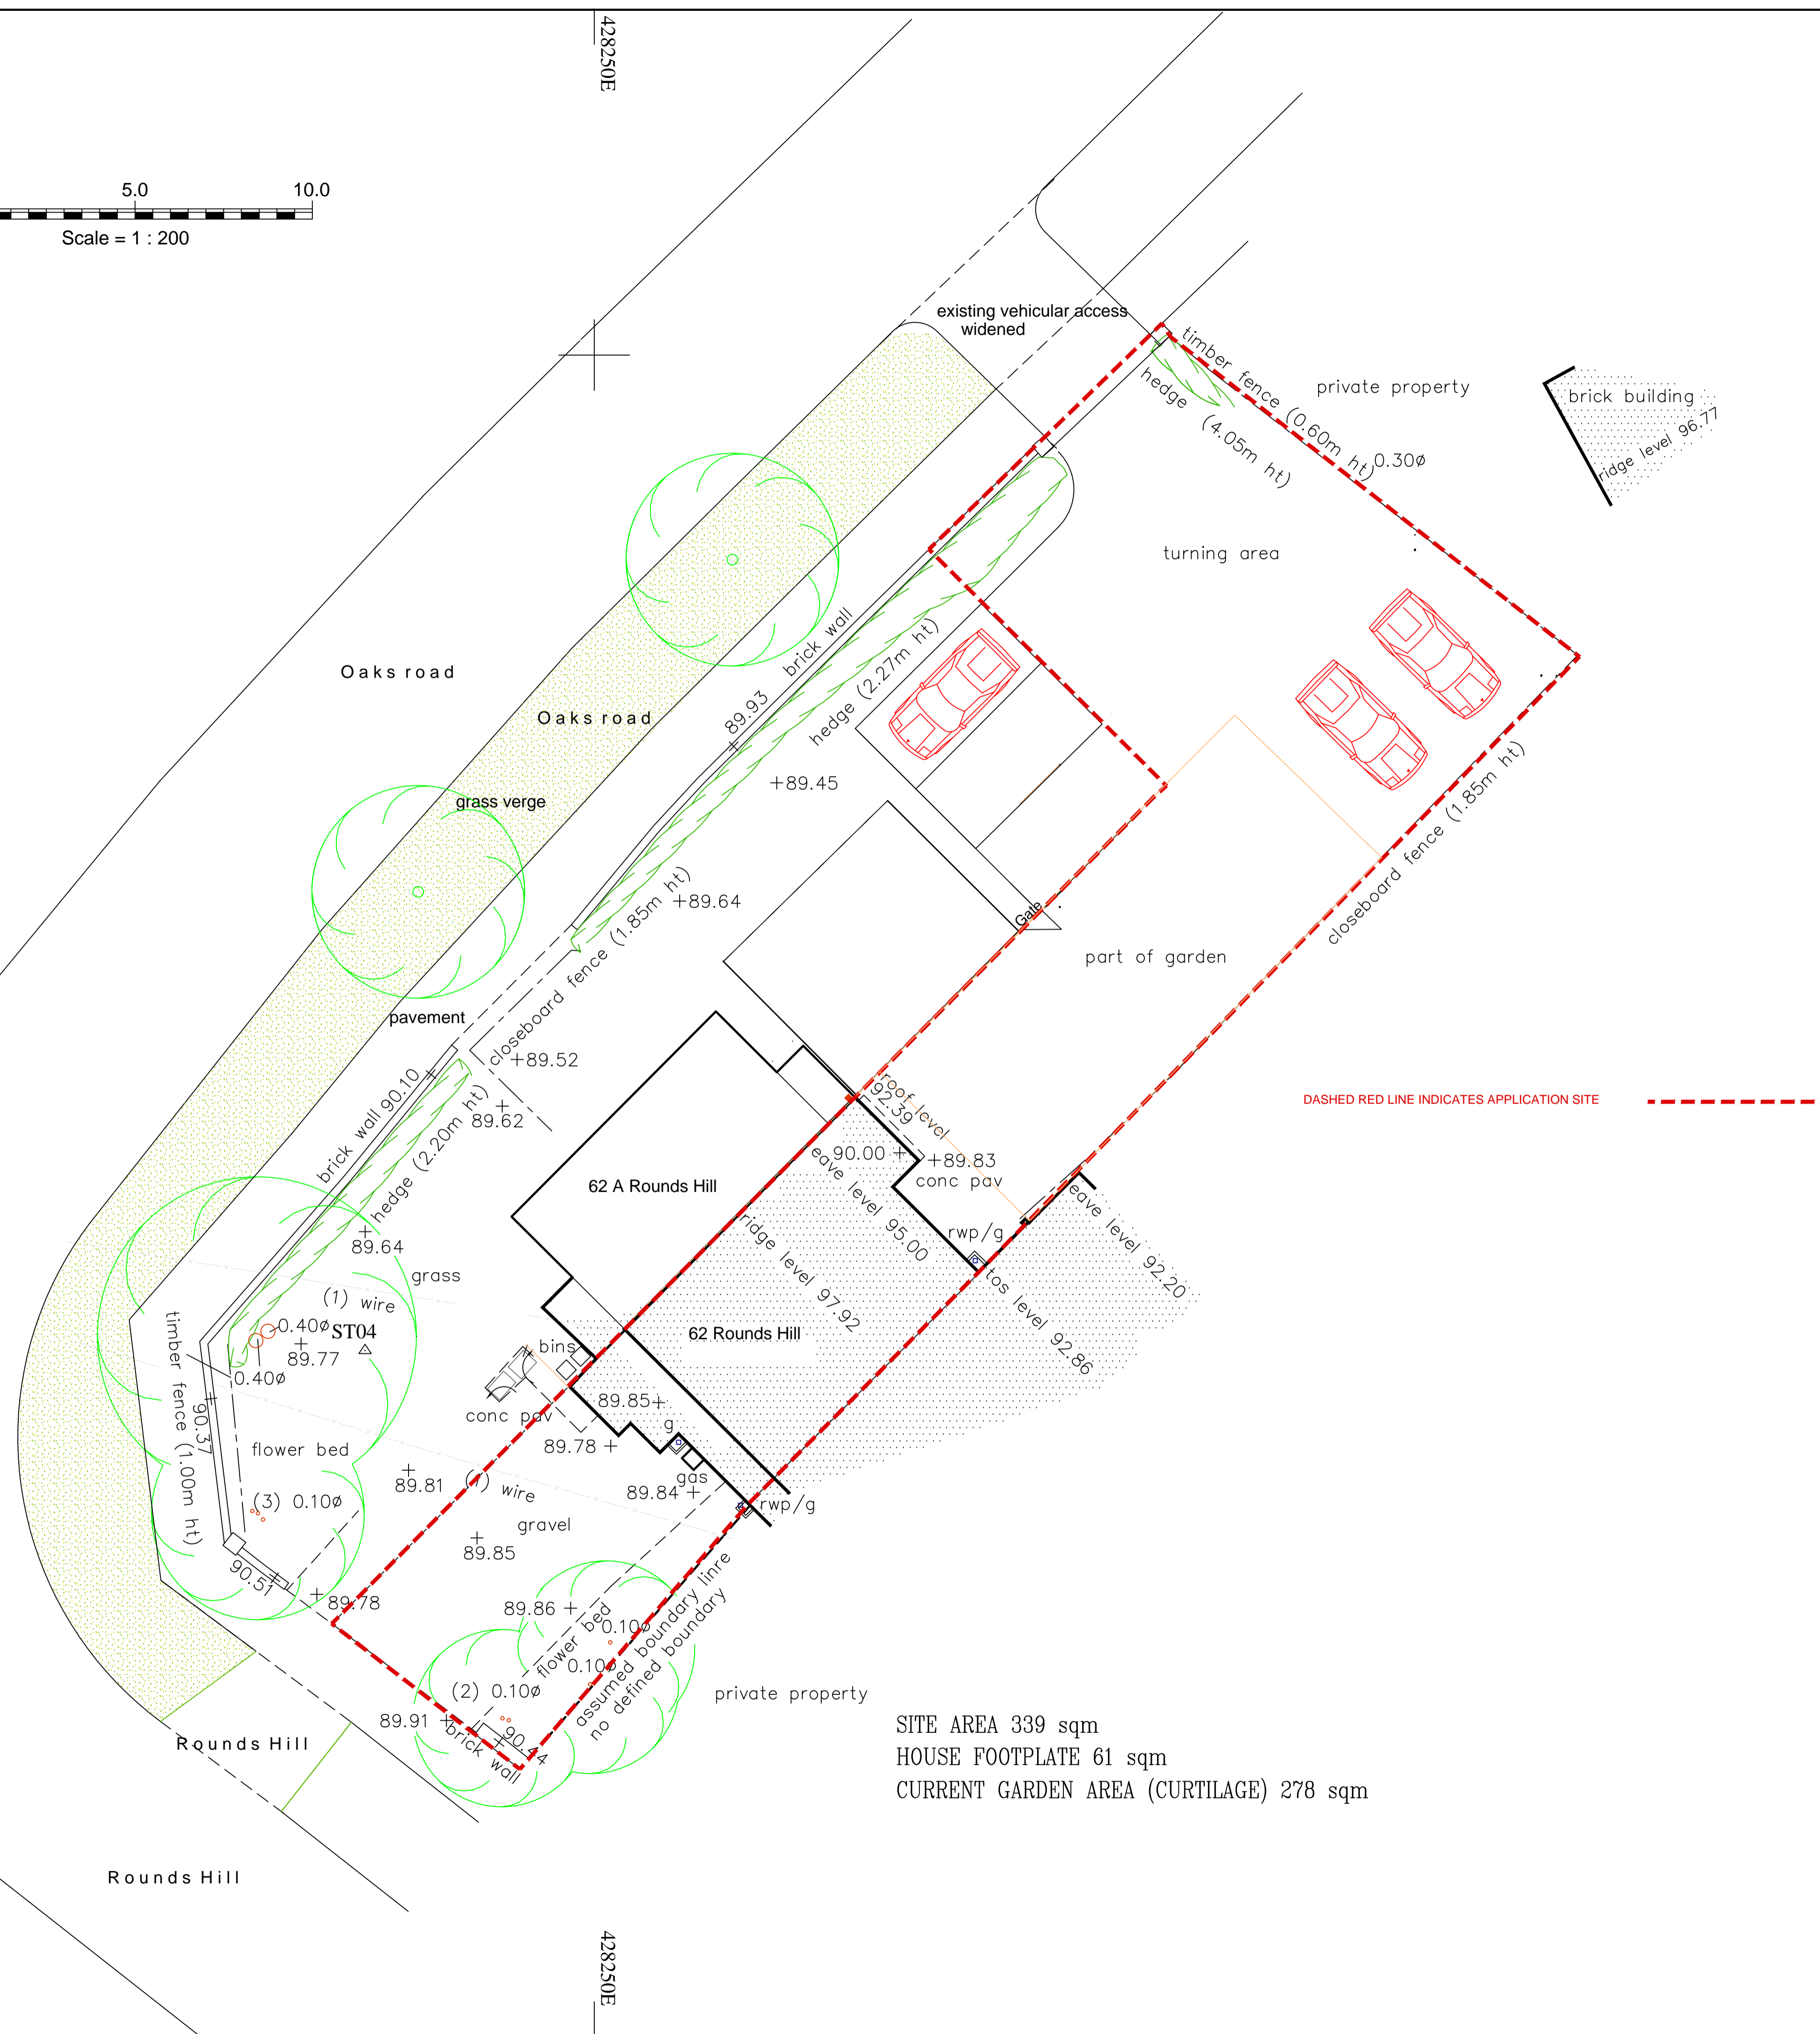 428250E
5.0
10.0
Scale = 1 : 200
existing vehicular access
widened
timber fence (0.60m ht)
hedge (4.05m ht)
private property
0.30ø
brick building
ridge level 96.77
turning area
Oaks road
Oaks road
brick wall
89.93
hedge (2.27m ht)
+89.45
grass verge
closeboard fence (1.85m ht)
+89.64
closeboard fence (1.85m ht)
Gate
part of garden
pavement
+89.52
89.62
brick wall 90.10
hedge (2.20m ht)
roof level
92.39
90.00 +
+89.83
conc pav
DASHED RED LINE INDICATES APPLICATION SITE
62 A Rounds Hill
eave level 95.00
ridge level 97.92
rwp/g
eave level 92.20
tos level 92.86
89.64
grass
(1) wire
0.40ø
ST04
89.77
0.40ø
timber fence (1.00m ht)
90.37
62 Rounds Hill
bins
89.85+
g
conc pav
89.78 +
gas
89.84 +
rwp/g
flower bed
(3) 0.10ø
89.81
(1) wire
gravel
89.85
90.51
89.78
89.86 +
flower bed
0.10ø
0.10ø
(2) 0.10ø
assumed boundary linre
no defined boundary
89.91 +
90.44
brick wall
private property
SITE AREA 339 sqm
HOUSE FOOTPLATE 61 sqm
CURRENT GARDEN AREA (CURTILAGE) 278 sqm
Rounds Hill
Rounds Hill
428250E